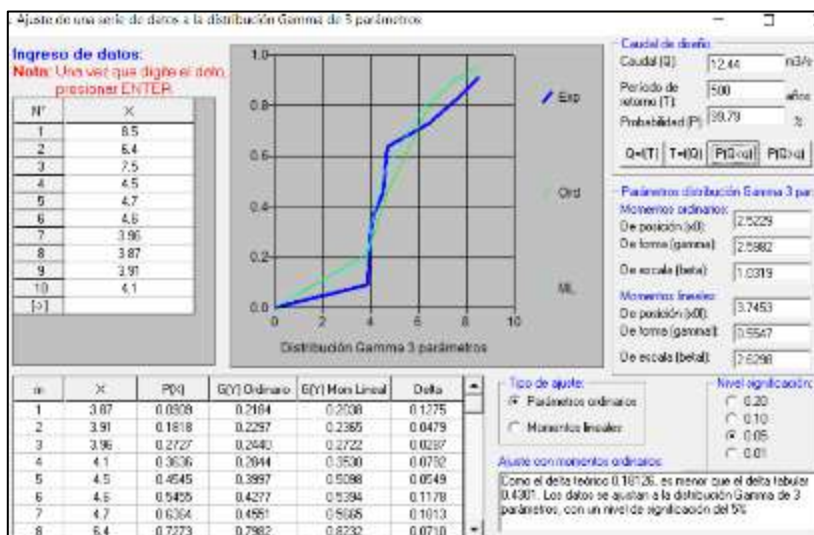 Ajuste de una serie de datos a la distribución Gamma de 3 parámetros
Ingreso de datos:
Nota: Una vez que digite el dato,
presionar ENTER
N° X
1 8.5
2 6.4
3 7.5
4 4.5
5 4.7
6 4.6
7 3.96
8 3.87
9 3.91
10 4.1
1.0
0.8
0.6
0.4
0.2
0.0
0 2 4 6 8 10
Exp
Ord
ML
Distribución Gamma 3 parámetros
Caudal de diseño
Caudal (Q): 12.44 m3/s
Período de
retorno (T): 500 años
Probabilidad (P): %
Q=f(T) T=f(Q) P(Q<q) P(Q>q)
Parámetros distribución Gamma 3 par
Momentos ordinarios:
De posición (x0): 2.5229
De forma (gamma): 2.5982
De escala (beta): 1.0319
Momentos lineales:
De posición (x0l): 3.7453
De forma (gammal): 0.5547
De escala (betal): 2.6298
m X P(X) G(Y) Ordinario G(Y) Mom Lineal Delta
1 3.87 0.0909 0.2184 0.2038 0.1275
2 3.91 0.1818 0.2297 0.2365 0.0479
3 3.96 0.2727 0.2440 0.2722 0.0287
4 4.1 0.3636 0.2844 0.3530 0.0792
5 4.5 0.4545 0.3997 0.5098 0.0549
6 4.6 0.5455 0.4277 0.5394 0.1178
7 4.7 0.6364 0.4551 0.5665 0.1813
8 6.4 0.7273 0.7982 0.8232 0.0710
Tipo de ajuste:
Parámetros ordinarios
Momentos lineales
Nivel significación:
0.20
0.10
0.05
0.01
Ajuste con momentos ordinarios:
Como el delta teórico 0.18126, es menor que el delta tabular
0.4301. Los datos se ajustan a la distribución Gamma de 3
parámetros, con un nivel de significación del 5%